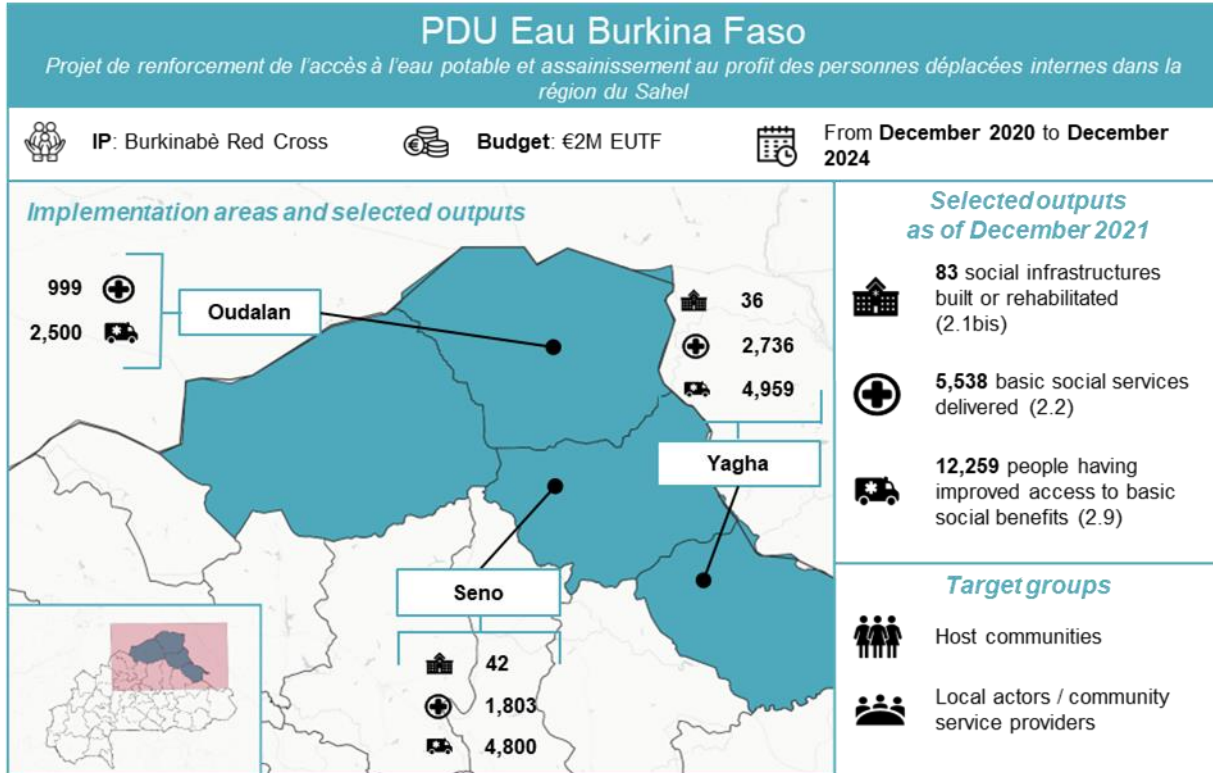 PDU Eau Burkina Faso
Projet de renforcement de l'accès à l'eau potable et assainissement au profit des personnes déplacées internes dans la
région du Sahel
IP: Burkinabè Red Cross
Budget: €2M EUTF
From December 2020 to December
2024
Implementation areas and selected outputs
999
2,500
Oudalan
36
2,736
4,959
Yagha
Seno
42
1,803
4,800
Selected outputs
as of December 2021
83 social infrastructures
built or rehabilitated
(2.1bis)
5,538 basic social services
delivered (2.2)
12,259 people having
improved access to basic
social benefits (2.9)
Target groups
Host communities
Local actors / community
service providers